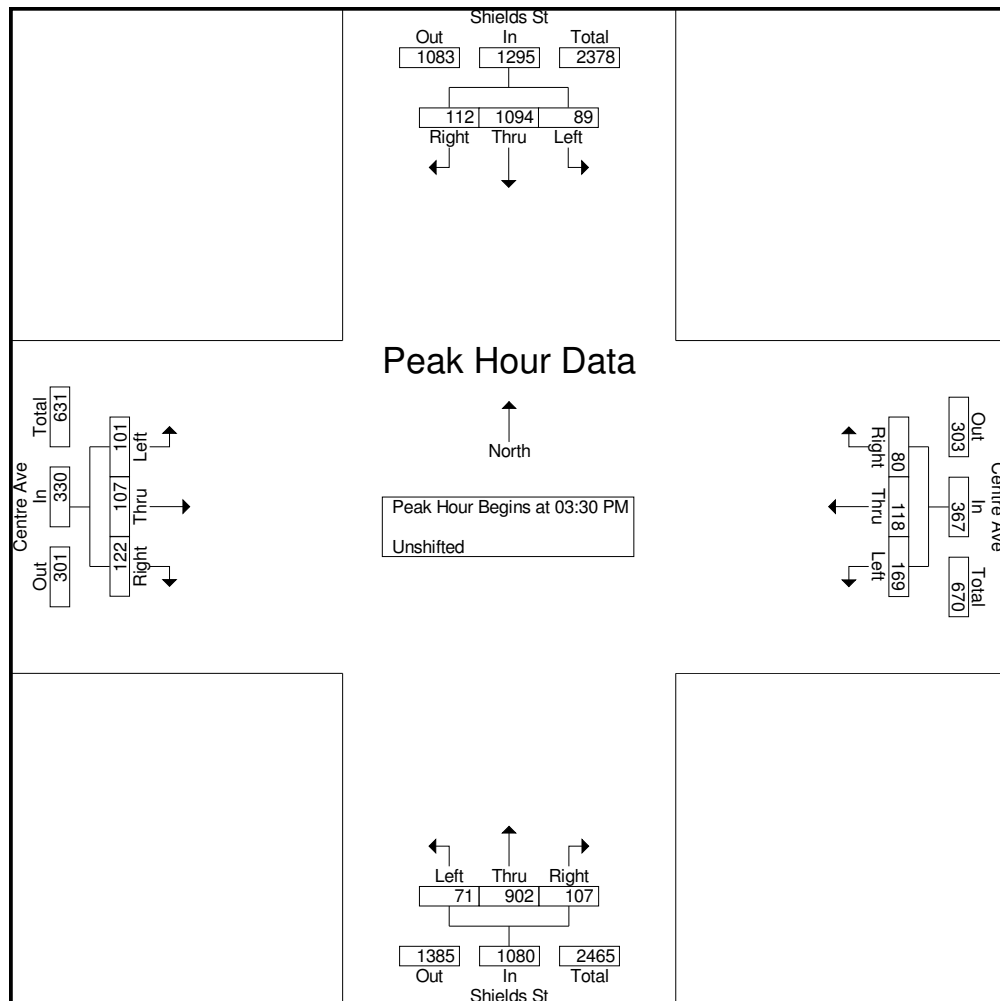 Shields St
Out In Total
1083 1295 2378
112 1094 89
Right Thru Left
Peak Hour Data
North
Peak Hour Begins at 03:30 PM
Unshifted
Centre Ave
Total In Out
631 330 301
101 107 122
Left Thru Right
Centre Ave
Out In Total
303 367 670
80 118 169
Right Thru Left
Left Thru Right
71 902 107
1385 1080 2465
Out In Total
Shields St